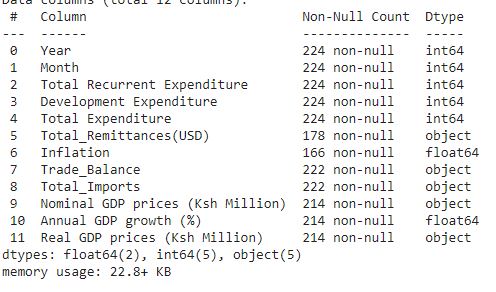 Data columns (total 12 columns):
 #   Column                            Non-Null Count  Dtype
---  ------                            --------------  -----
 0   Year                              224 non-null    int64
 1   Month                             224 non-null    int64
 2   Total Recurrent Expenditure       224 non-null    int64
 3   Development Expenditure           224 non-null    int64
 4   Total Expenditure                 224 non-null    int64
 5   Total_Remittances(USD)            178 non-null    object
 6   Inflation                         166 non-null    float64
 7   Trade_Balance                     222 non-null    object
 8   Total_Imports                     222 non-null    object
 9   Nominal GDP prices (Ksh Million)  214 non-null    object
 10  Annual GDP growth (%)             214 non-null    float64
 11  Real GDP prices (Ksh Million)     214 non-null    object
dtypes: float64(2), int64(5), object(5)
memory usage: 22.8+ KB